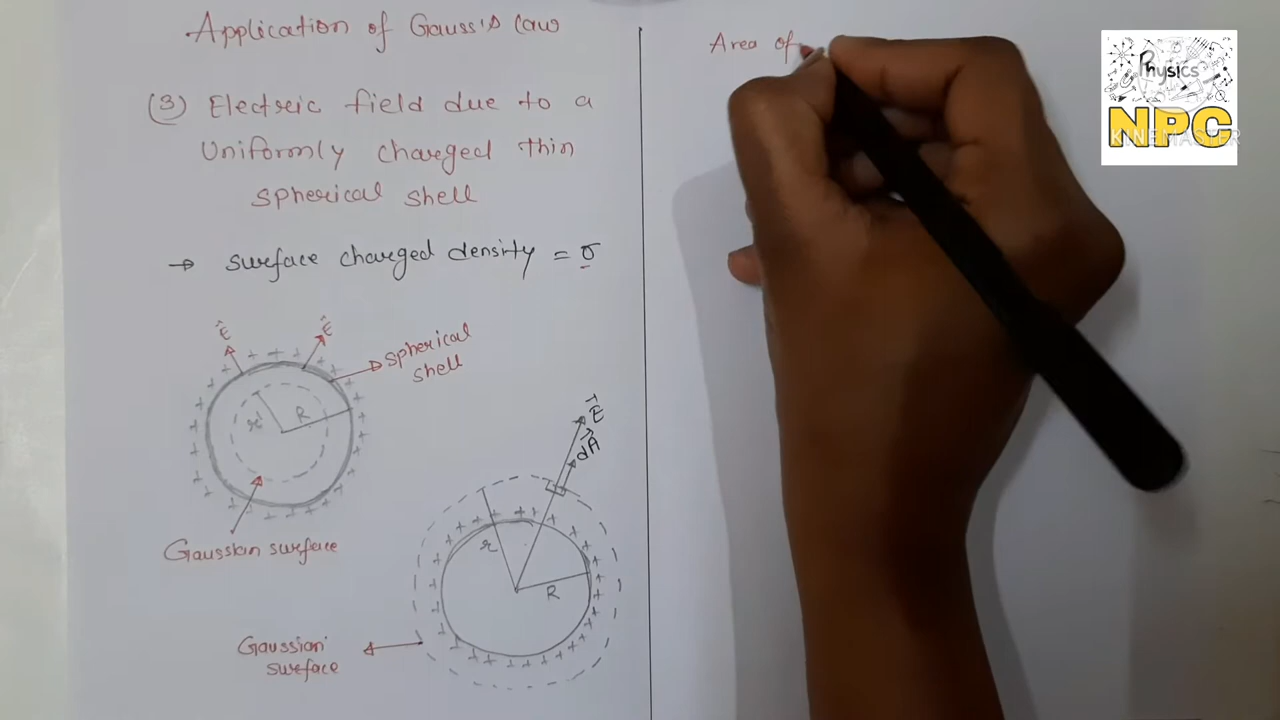 Application of Gauss's law
(3) Electric field due to a
Uniformly charged thin
spherical shell
→ surface charged density = σ
E
E
spherical
shell
r'
R
Gaussian surface
E
dA
r
R
Gaussian
surface
Area of
Physics
NPC
KINEMASTER